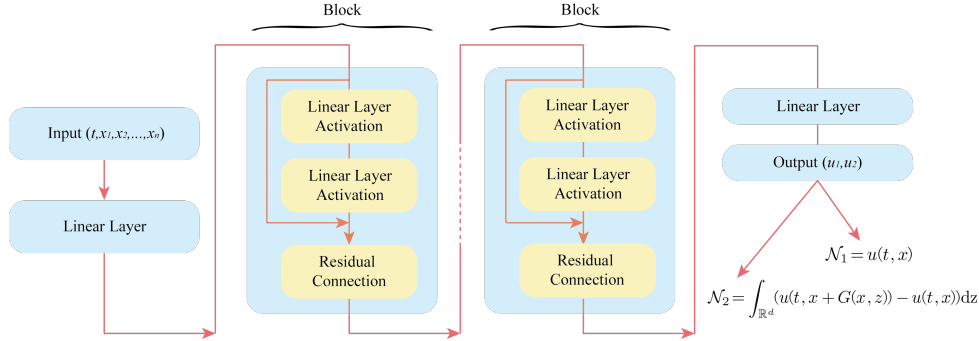 Block
Block
Input (t,x₁,x₂,...,xₙ)
Linear Layer
Linear Layer
Activation
Linear Layer
Activation
Residual
Connection
Linear Layer
Activation
Linear Layer
Activation
Residual
Connection
Linear Layer
Output (u₁,u₂)
𝒩₁ = u(t, x)
𝒩₂ = ∫_{ℝ^d} (u(t, x + G(x, z)) − u(t, x))dz